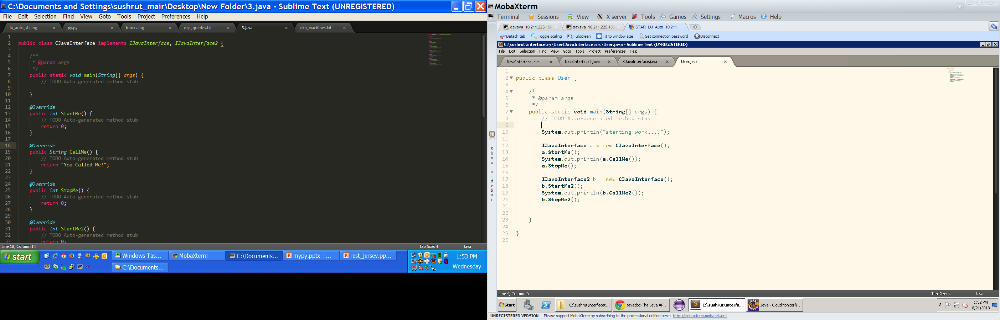 C:\Documents and Settings\sushrut_mair\Desktop\New Folder\3.java - Sublime Text (UNREGISTERED)
File Edit Selection Find View Goto Tools Project Preferences Help
lu_auto_sts.log × py.py × books.log × dcp_queries.txt × 3.java × dcp_machines.txt ×
1
2 public class CJavaInterface implements IJavaInterface, IJavaInterface2 {
3
4 /**
5 * @param args
6 */
7 public static void main(String[] args) {
8 // TODO Auto-generated method stub
9
10 }
11
12 @Override
13 public int StartMe() {
14 // TODO Auto-generated method stub
15 return 0;
16 }
17
18 @Override
19 public String CallMe() {
20 // TODO Auto-generated method stub
21 return "You Called Me!";
22 }
23
24 @Override
25 public int StopMe() {
26 // TODO Auto-generated method stub
27 return 0;
28 }
29
30 @Override
31 public int StartMe2() {
32 // TODO Auto-generated method stub
33 return 0;
Line 18, Column 14 Tab Size: 4 Java
start Windows Tas... MobaXterm C:\Documents... mypy.pptx - ... rest_jersey.pp... 1:53 PM
C:\Documents... Wednesday
MobaXterm
Terminal Sessions View X server Tools Games Settings Macros Help
devsva_10.211.225.156 devsva_10.211.225.156 STAR_LU_Auto_10.211
Detach tab Toggle scaling Fullscreen Fit to window size Set connection password Disconnect
C:\sushrut\interfacetry\UserIJavaInterface\src\User.java - Sublime Text (UNREGISTERED)
File Edit Selection Find View Goto Tools Project Preferences Help
IJavaInterface.java × IJavaInterface2.java × CJavaInterface.java × User.java ×
1
2 public class User {
3
4 /**
5 * @param args
6 */
7 public static void main(String[] args) {
8 // TODO Auto-generated method stub
9
10 System.out.println("starting work....");
11
12 IJavaInterface a = new CJavaInterface();
13 a.StartMe();
14 System.out.println(a.CallMe());
15 a.StopMe();
16
17 IJavaInterface2 b = new CJavaInterface();
18 b.StartMe2();
19 System.out.println(b.CallMe2());
20 b.StopMe2();
21
22
23 }
24
25 }
26
Show sidebar
Line 9, Column 9 Tab Size: 4 Java
Start C:\sushrut\interfacet... javadoc-The Java AP... C:\sushrut\interfa... Java - CloudMonitor/I... 1:52 PM
8/21/2013
UNREGISTERED VERSION - Please support MobaXterm by subscribing to the professional edition here: http://mobaxterm.mobatek.net